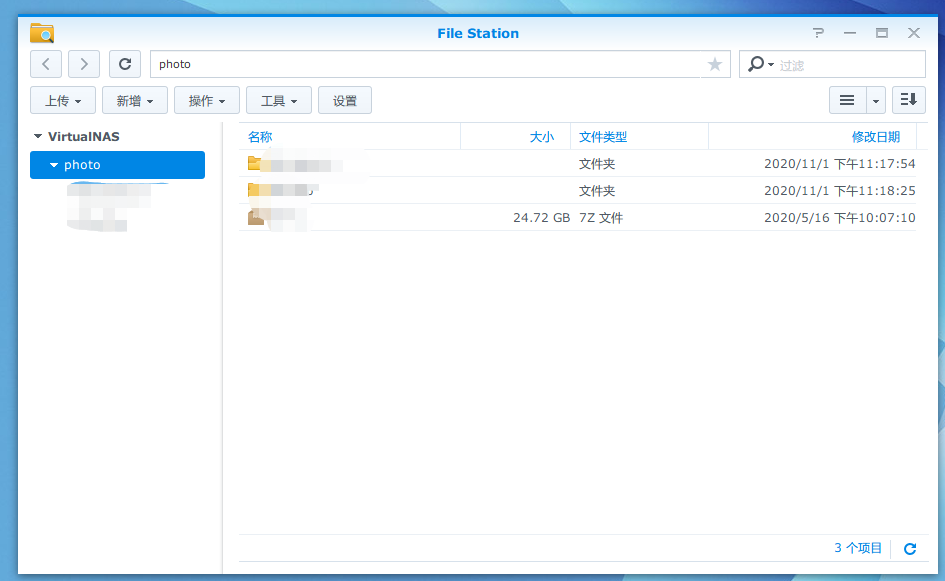 File Station
photo
过滤
上传 新增 操作 工具 设置
VirtualNAS
photo
名称 大小 文件类型 修改日期
文件夹 2020/11/1 下午11:17:54
文件夹 2020/11/1 下午11:18:25
24.72 GB 7Z 文件 2020/5/16 下午10:07:10
3 个项目